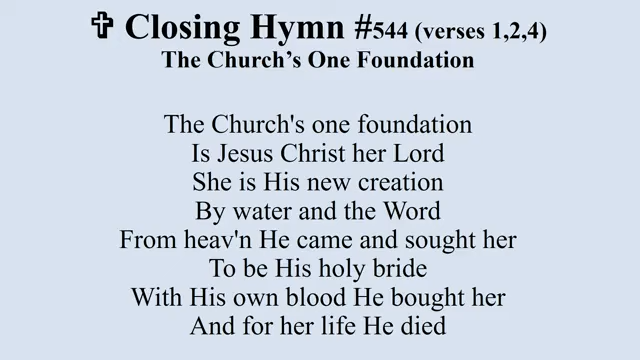 ✞ Closing Hymn #544 (verses 1,2,4)
The Church’s One Foundation
The Church's one foundation
Is Jesus Christ her Lord
She is His new creation
By water and the Word
From heav'n He came and sought her
To be His holy bride
With His own blood He bought her
And for her life He died